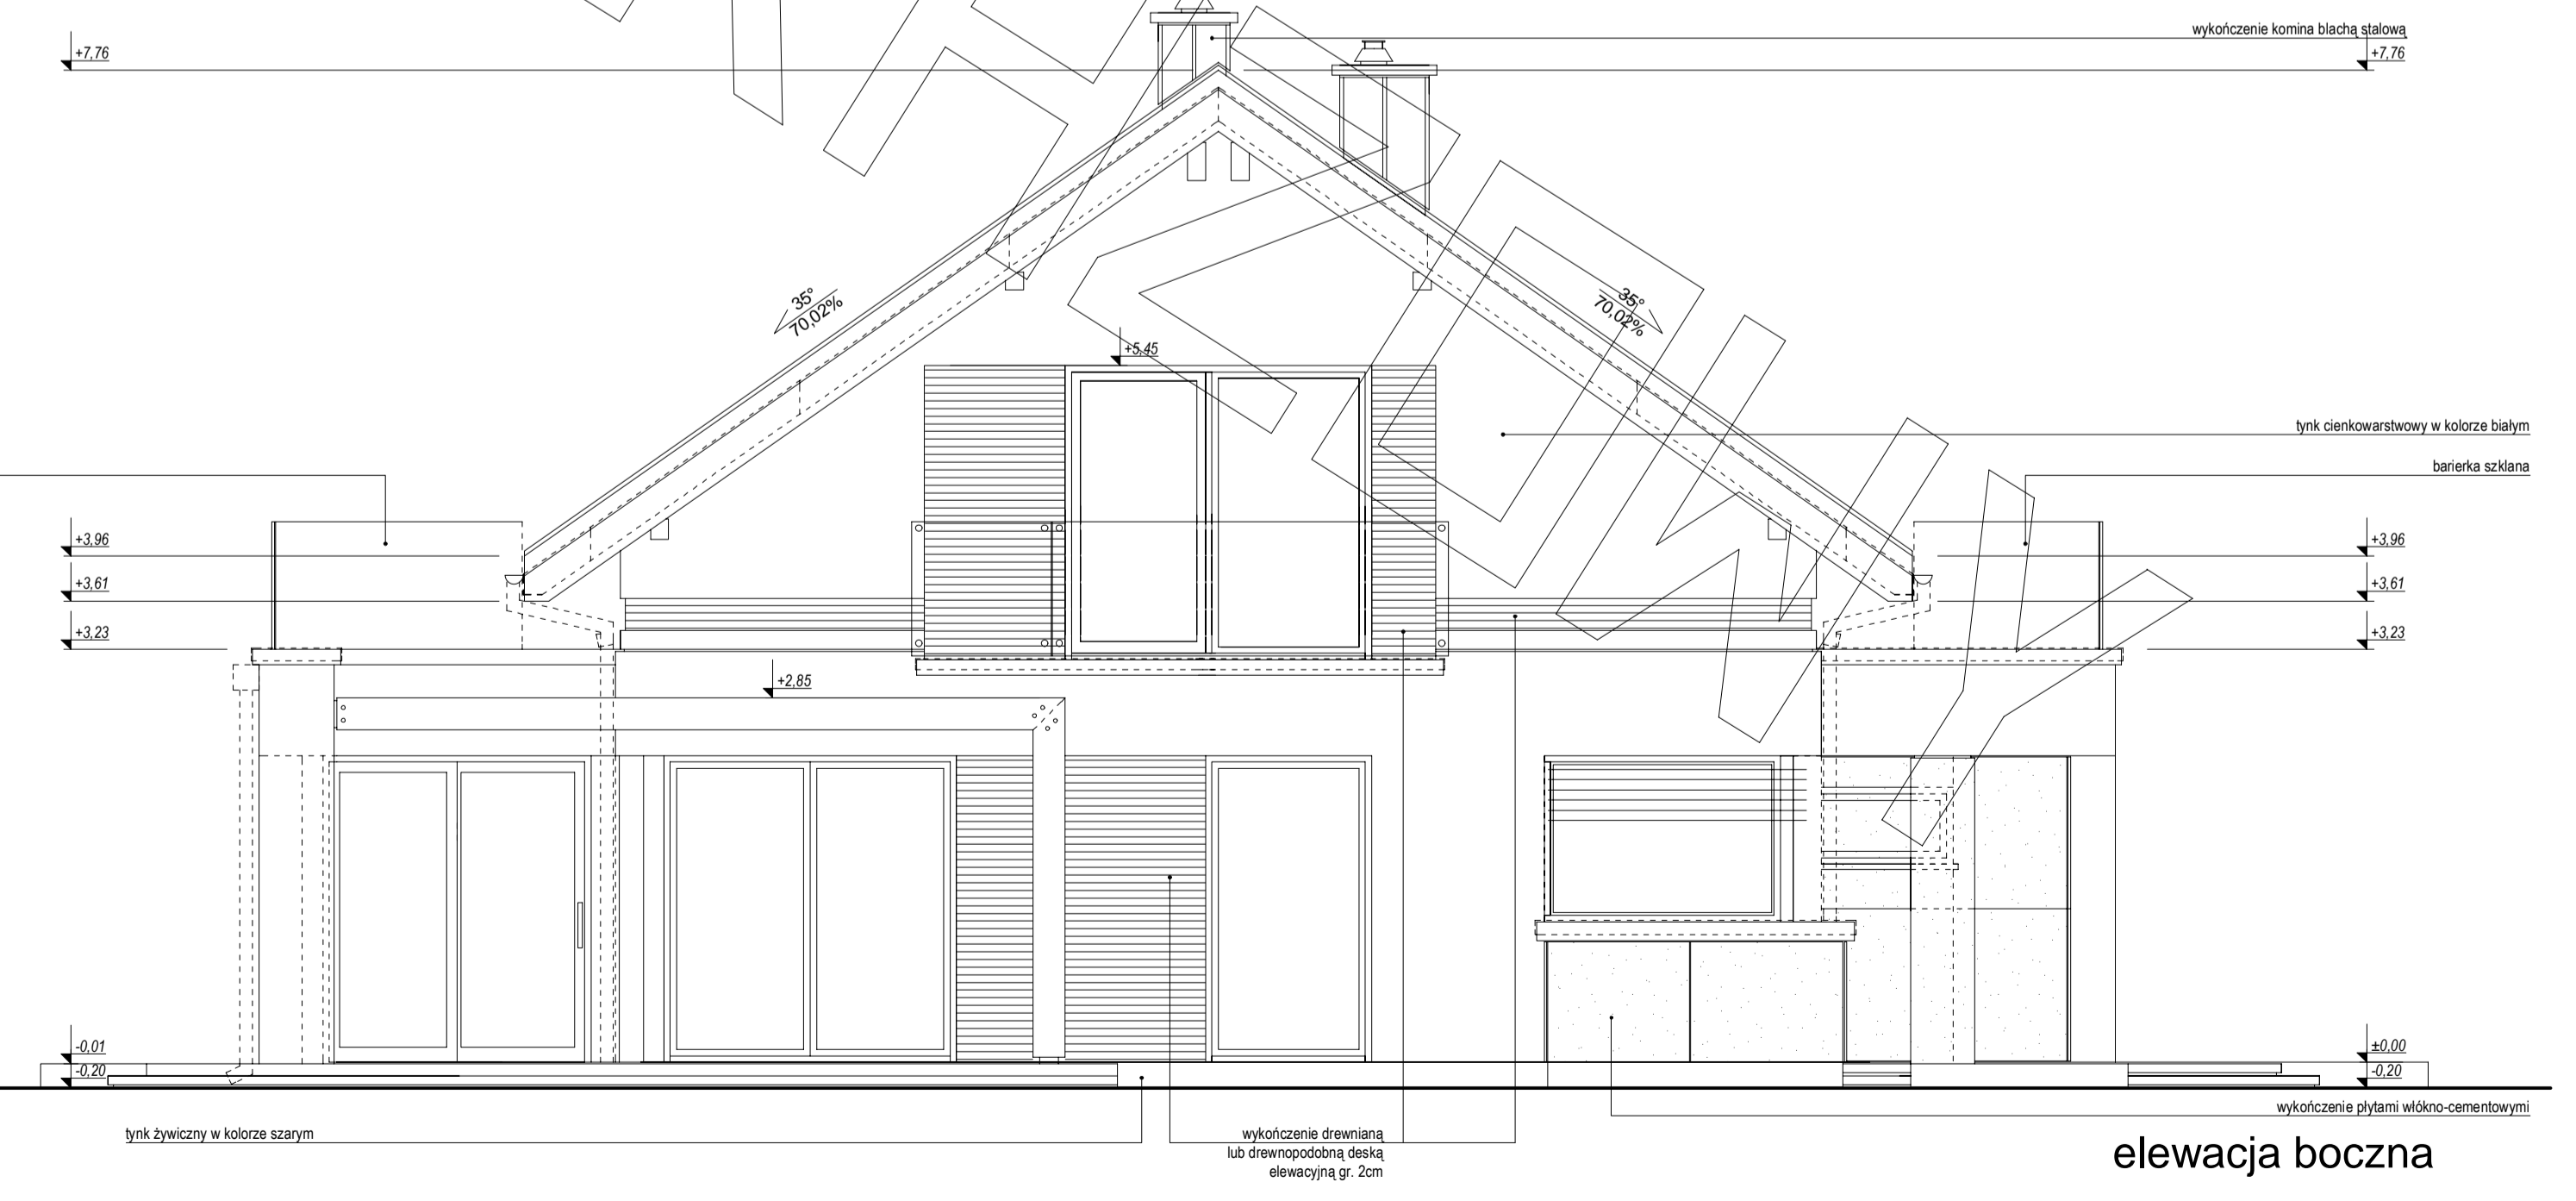 wykończenie komina blachą stalową
+7,76
+7,76
35°
70,02%
35°
70,02%
+5,45
tynk cienkowarstwowy w kolorze białym
barierka szklana
+3,96
+3,96
+3,61
+3,61
+3,23
+3,23
+2,85
-0,01
±0,00
-0,20
-0,20
wykończenie płytami włókno-cementowymi
tynk żywiczny w kolorze szarym
wykończenie drewnianą
lub drewnopodobną deską
elewacyjną gr. 2cm
elewacja boczna